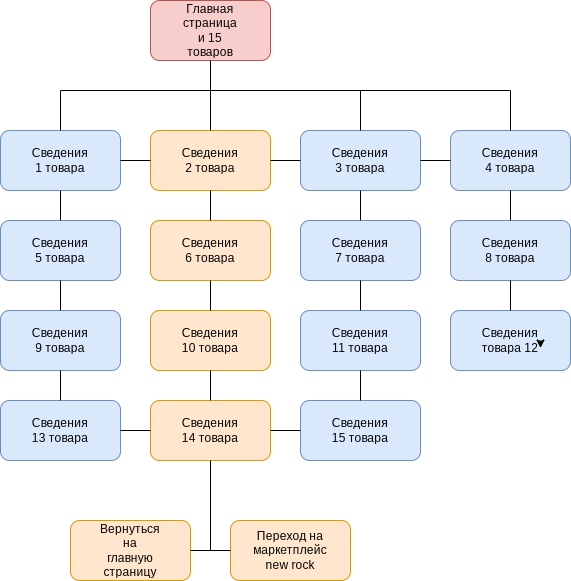 Главная
страница
и 15
товаров
Сведения
1 товара
Сведения
2 товара
Сведения
3 товара
Сведения
4 товара
Сведения
5 товара
Сведения
6 товара
Сведения
7 товара
Сведения
8 товара
Сведения
9 товара
Сведения
10 товара
Сведения
11 товара
Сведения
товара 12
Сведения
13 товара
Сведения
14 товара
Сведения
15 товара
Вернуться
на
главную
страницу
Переход на
маркетплейс
new rock